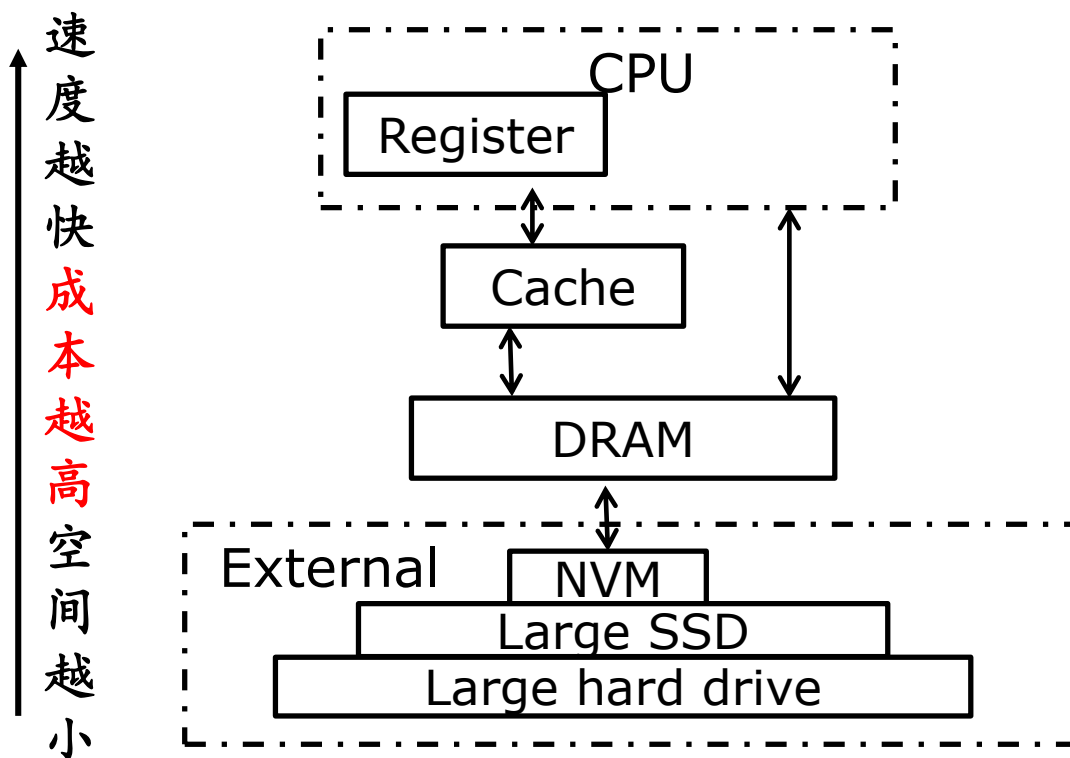 速度越快成本越高空间越小
CPU
Register
Cache
DRAM
External
NVM
Large SSD
Large hard drive